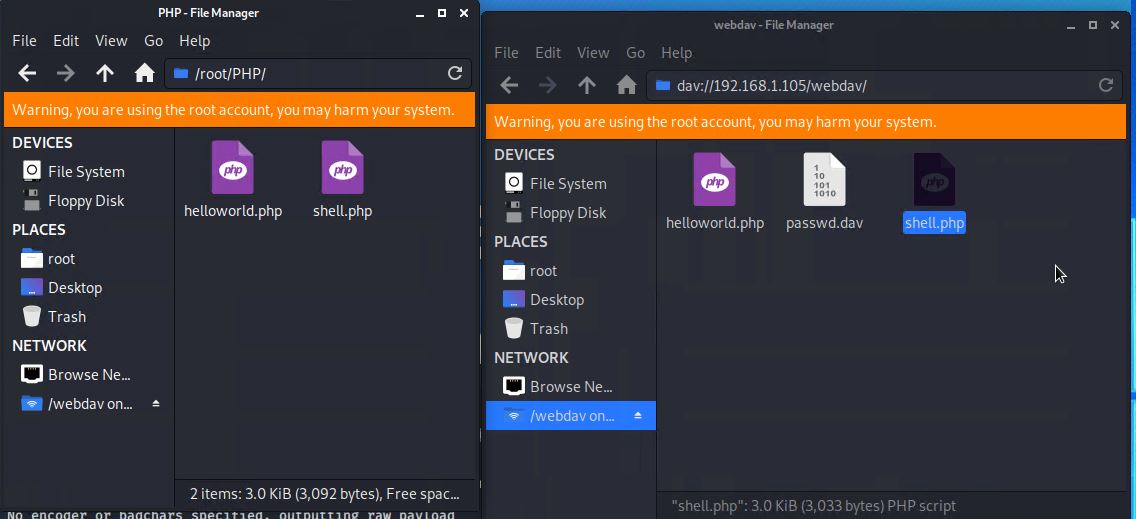 PHP - File Manager
File Edit View Go Help
/root/PHP/
Warning, you are using the root account, you may harm your system.
DEVICES
File System
Floppy Disk
PLACES
root
Desktop
Trash
NETWORK
Browse Ne...
/webdav on...
php
helloworld.php
php
shell.php
2 items: 3.0 KiB (3,092 bytes), Free spac...
No encoder or badchars specified, outputting raw payload
webdav - File Manager
File Edit View Go Help
dav://192.168.1.105/webdav/
Warning, you are using the root account, you may harm your system.
DEVICES
File System
Floppy Disk
PLACES
root
Desktop
Trash
NETWORK
Browse Ne...
/webdav on...
php
helloworld.php
1
10
101
1010
passwd.dav
php
shell.php
"shell.php": 3.0 KiB (3,033 bytes) PHP script